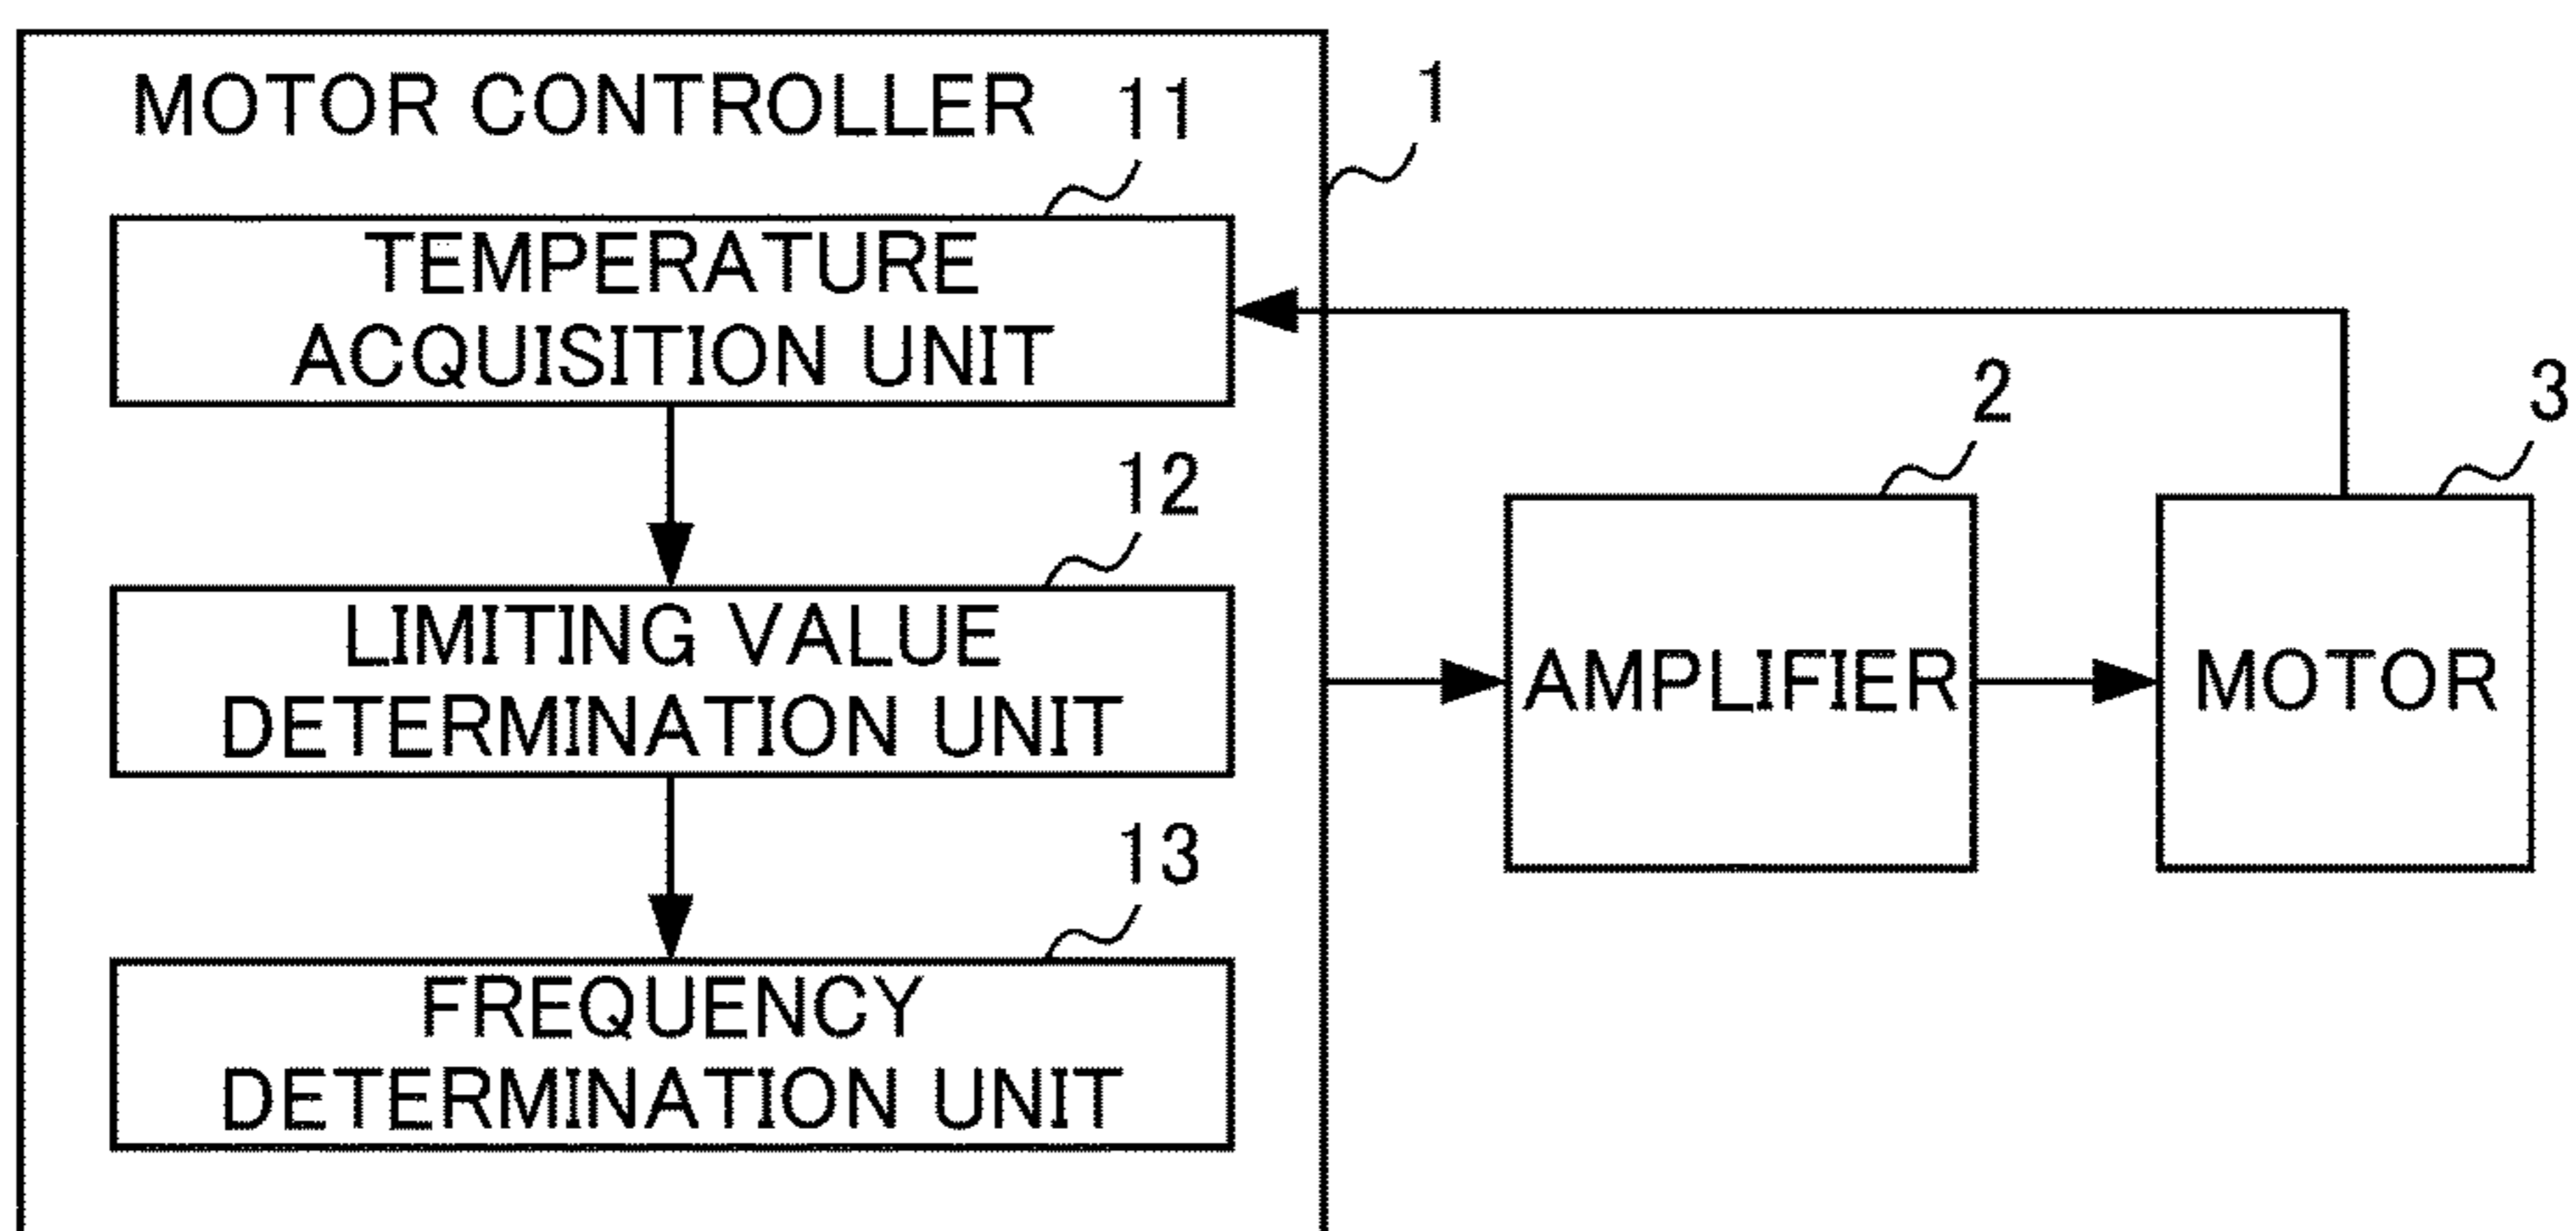 MOTOR CONTROLLER
11
1
TEMPERATURE
ACQUISITION UNIT
2
3
12
LIMITING VALUE
DETERMINATION UNIT
AMPLIFIER
MOTOR
13
FREQUENCY
DETERMINATION UNIT